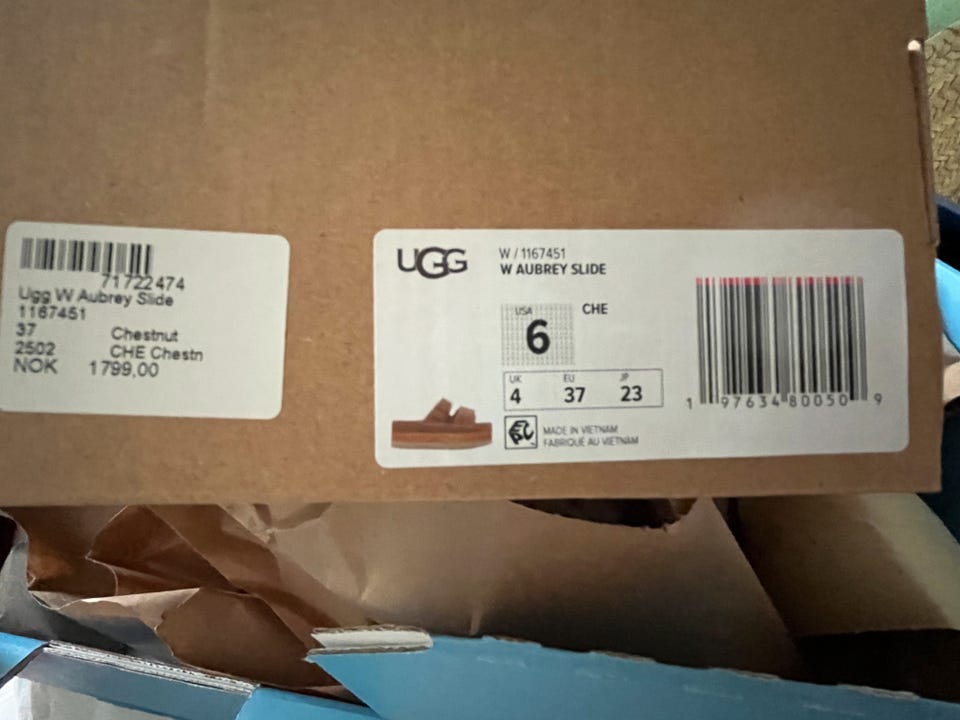 71722474
Ugg W Aubrey Slide
1167451
37 Chestnut
2502 CHE Chestn
NOK 1799,00
UGG
W / 1167451
W AUBREY SLIDE
USA
6
CHE
UK EU JP
4 37 23
MADE IN VIETNAM
FABRIQUÉ AU VIETNAM
1 97634 80050 9